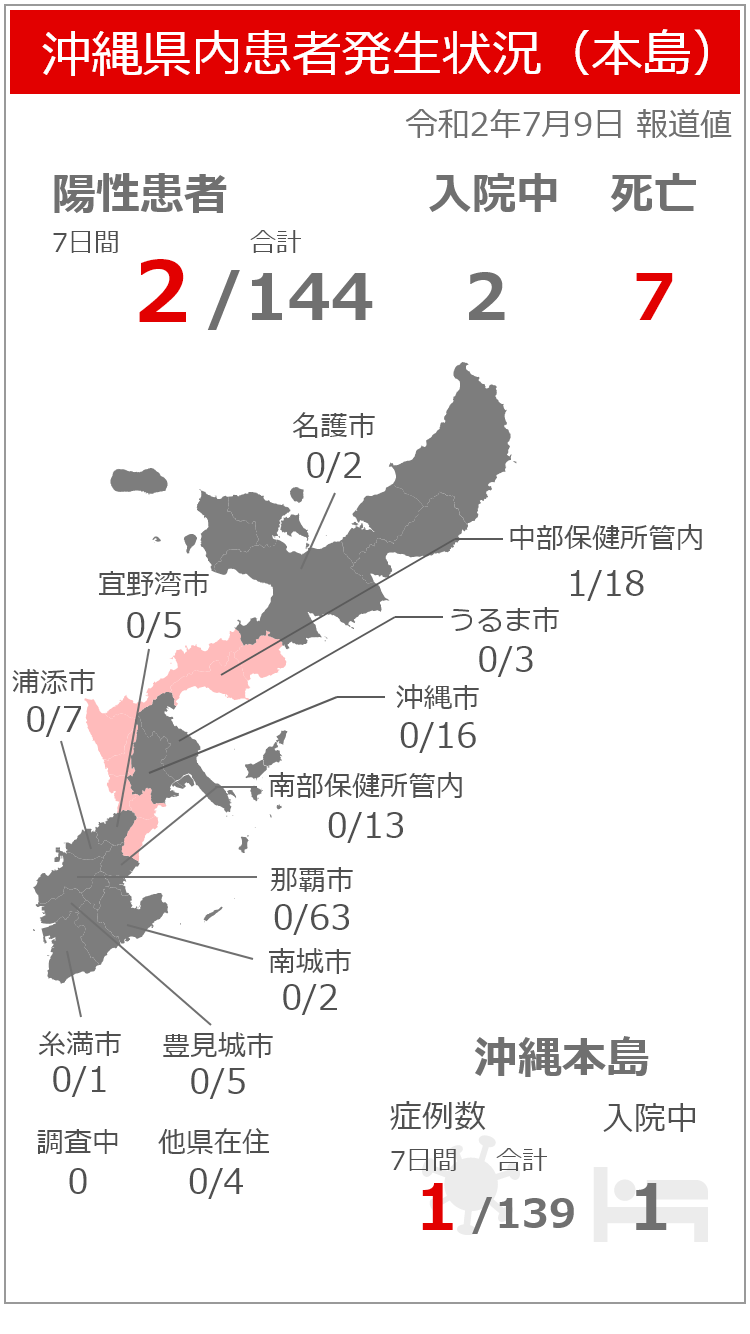 沖縄県内患者発生状況（本島）
令和2年7月9日 報道値
陽性患者 入院中 死亡
7日間 合計
2 /144 2 7
名護市
0/2
中部保健所管内
1/18
宜野湾市
0/5
うるま市
0/3
浦添市
0/7
沖縄市
0/16
南部保健所管内
0/13
那覇市
0/63
南城市
0/2
糸満市
0/1
豊見城市
0/5
調査中
0
他県在住
0/4
沖縄本島
症例数 入院中
7日間 合計
1 /139 1